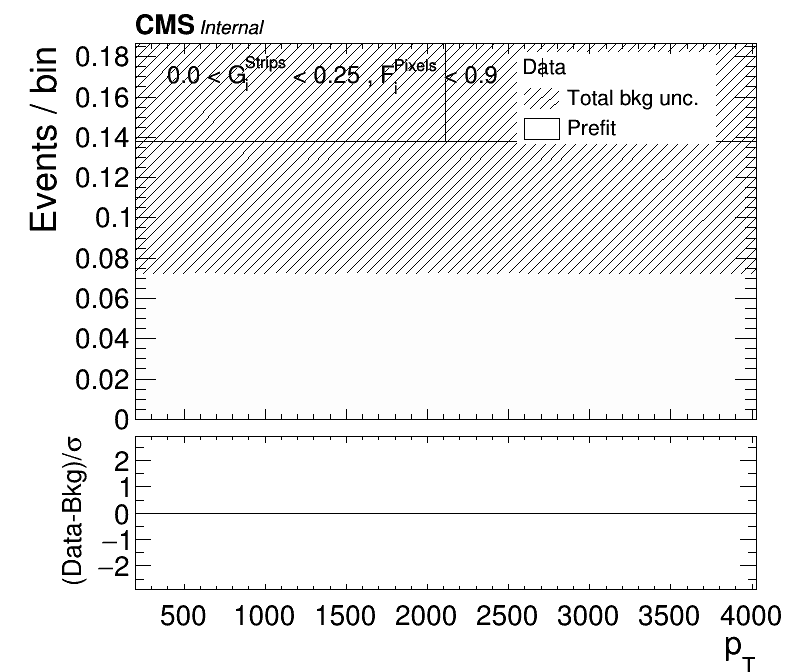 CMS Internal
Events / bin
0.0 < G_i^Strips < 0.25 , F_i^Pixels < 0.9
Data
Total bkg unc.
Prefit
0.18
0.16
0.14
0.12
0.1
0.08
0.06
0.04
0.02
0
(Data-Bkg)/σ
2
1
0
−1
−2
500 1000 1500 2000 2500 3000 3500 4000
p_T